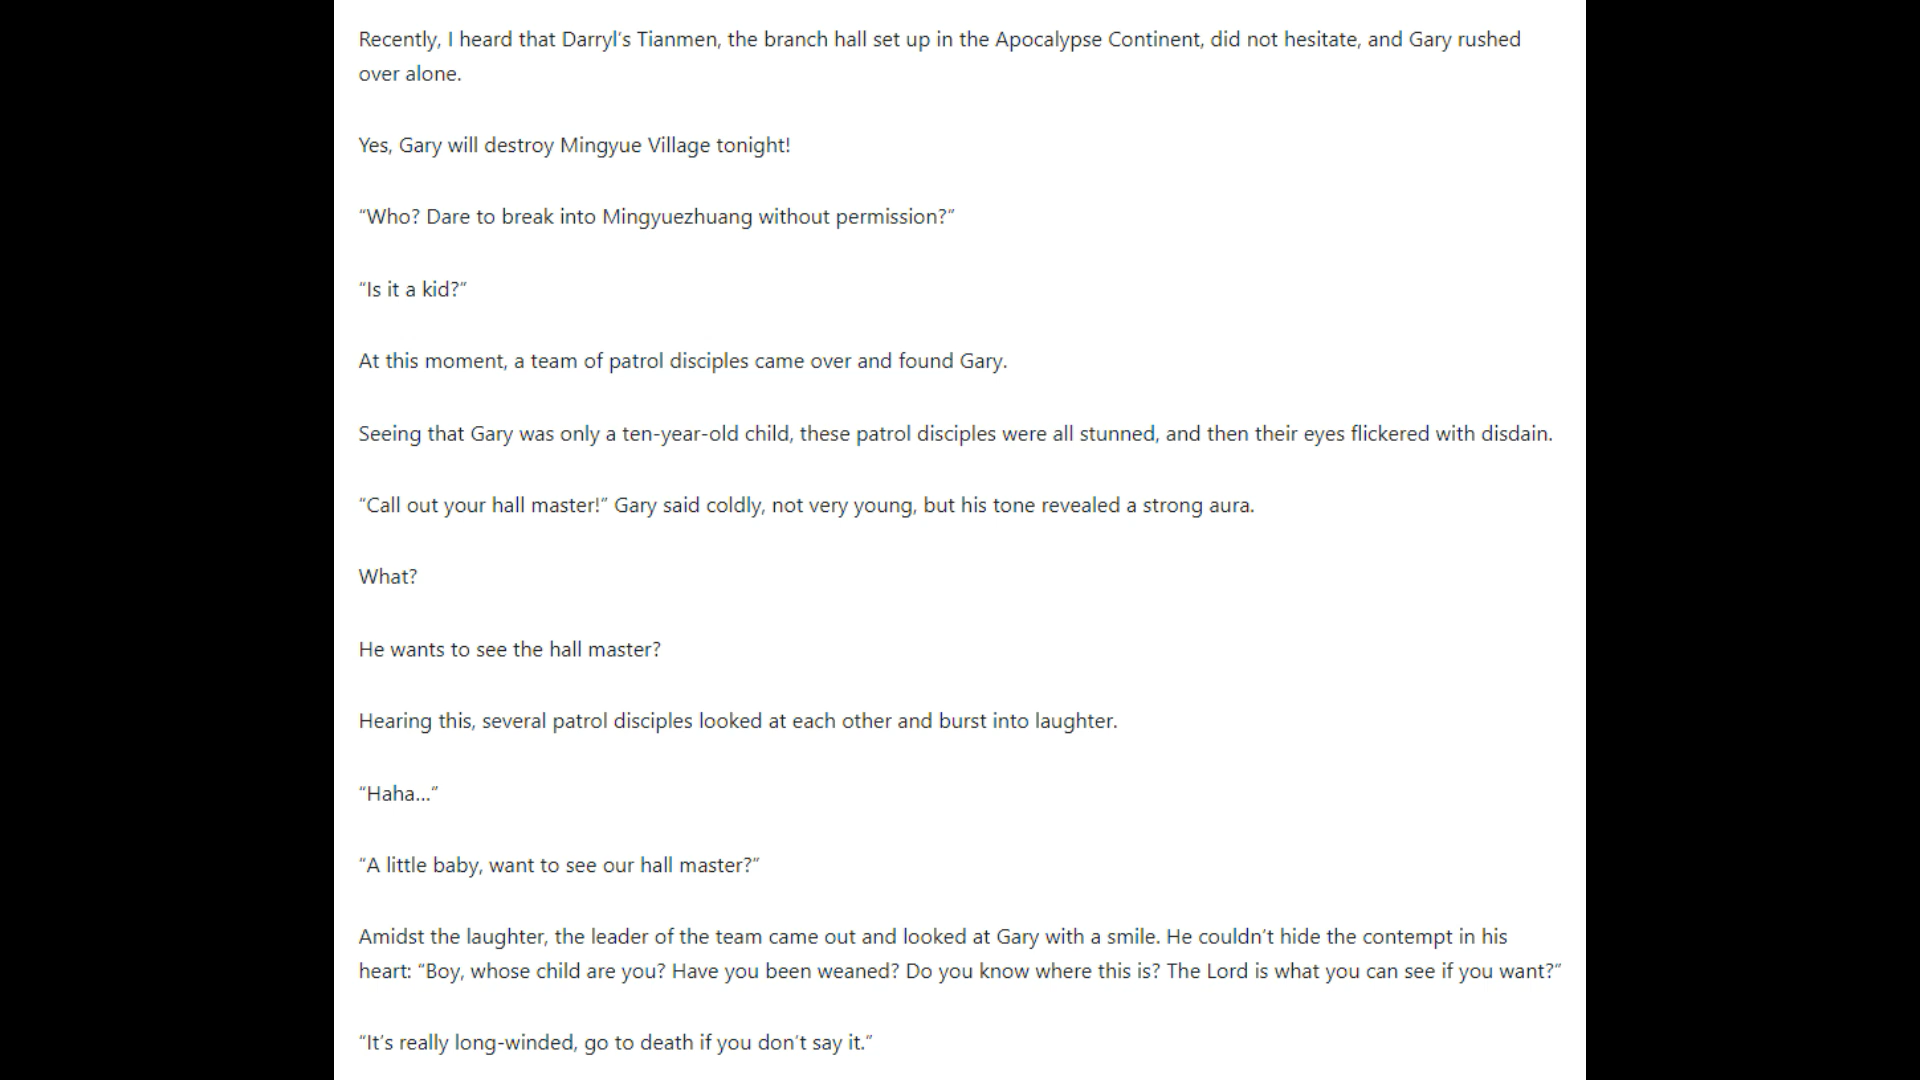 Recently, I heard that Darryl’s Tianmen, the branch hall set up in the Apocalypse Continent, did not hesitate, and Gary rushed
over alone.
Yes, Gary will destroy Mingyue Village tonight!
“Who? Dare to break into Mingyuezhuang without permission?”
“Is it a kid?”
At this moment, a team of patrol disciples came over and found Gary.
Seeing that Gary was only a ten-year-old child, these patrol disciples were all stunned, and then their eyes flickered with disdain.
“Call out your hall master!” Gary said coldly, not very young, but his tone revealed a strong aura.
What?
He wants to see the hall master?
Hearing this, several patrol disciples looked at each other and burst into laughter.
“Haha…”
“A little baby, want to see our hall master?”
Amidst the laughter, the leader of the team came out and looked at Gary with a smile. He couldn’t hide the contempt in his
heart: “Boy, whose child are you? Have you been weaned? Do you know where this is? The Lord is what you can see if you want?”
“It’s really long-winded, go to death if you don’t say it.”